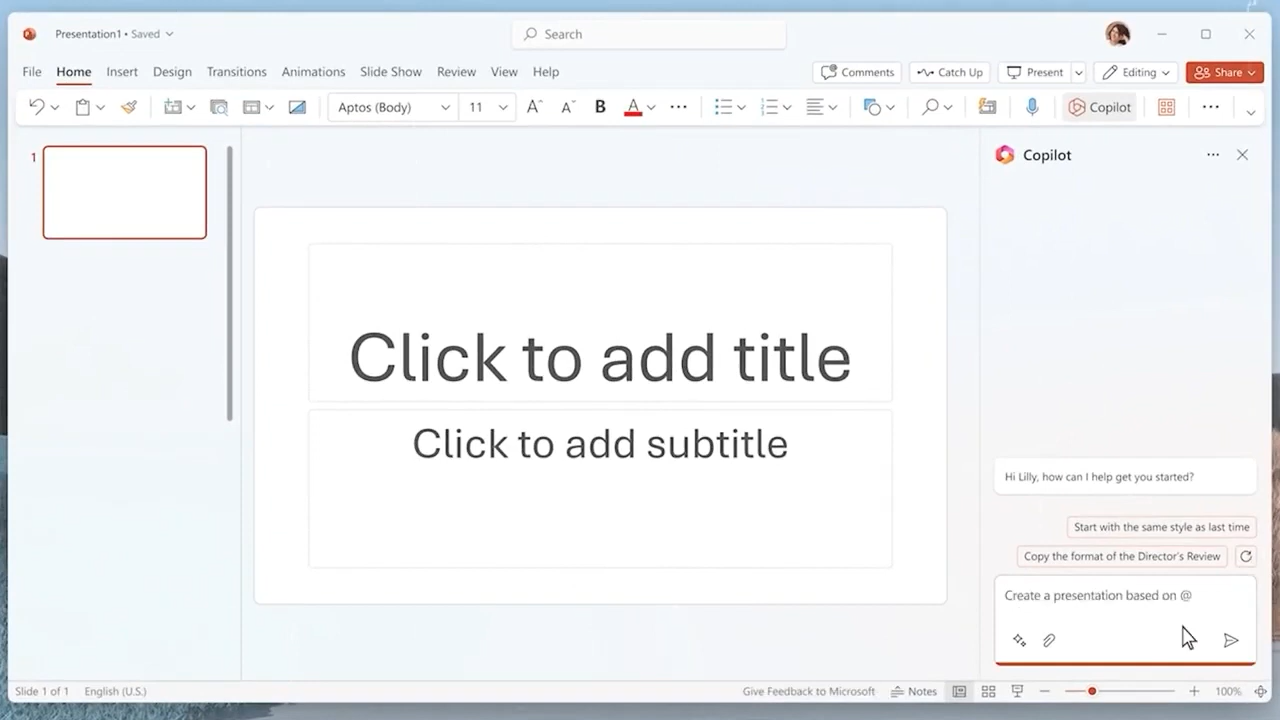 Presentation1 • Saved
Search
File Home Insert Design Transitions Animations Slide Show Review View Help
Comments Catch Up Present Editing Share
Aptos (Body) 11 A A B A Copilot
1
Copilot
Click to add title
Click to add subtitle
Hi Lilly, how can I help get you started?
Start with the same style as last time
Copy the format of the Director's Review
Create a presentation based on @
Slide 1 of 1 English (U.S.) Give Feedback to Microsoft Notes 100%